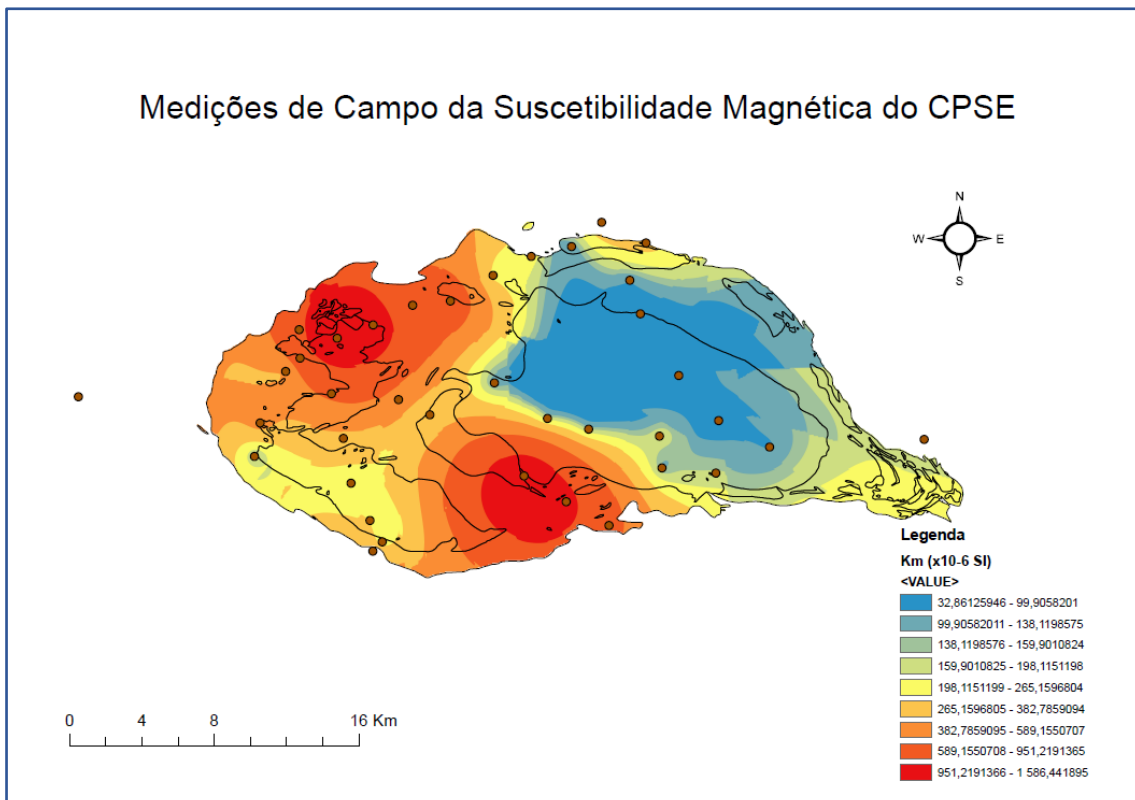 Medições de Campo da Suscetibilidade Magnética do CPSE
N
W E
S
Legenda
Km (x10-6 SI)
<VALUE>
32,86125946 - 99,9058201
99,90582011 - 138,1198575
138,1198576 - 159,9010824
159,9010825 - 198,1151198
198,1151199 - 265,1596804
265,1596805 - 382,7859094
382,7859095 - 589,1550707
589,1550708 - 951,2191365
951,2191366 - 1 586,441895
0 4 8 16 Km